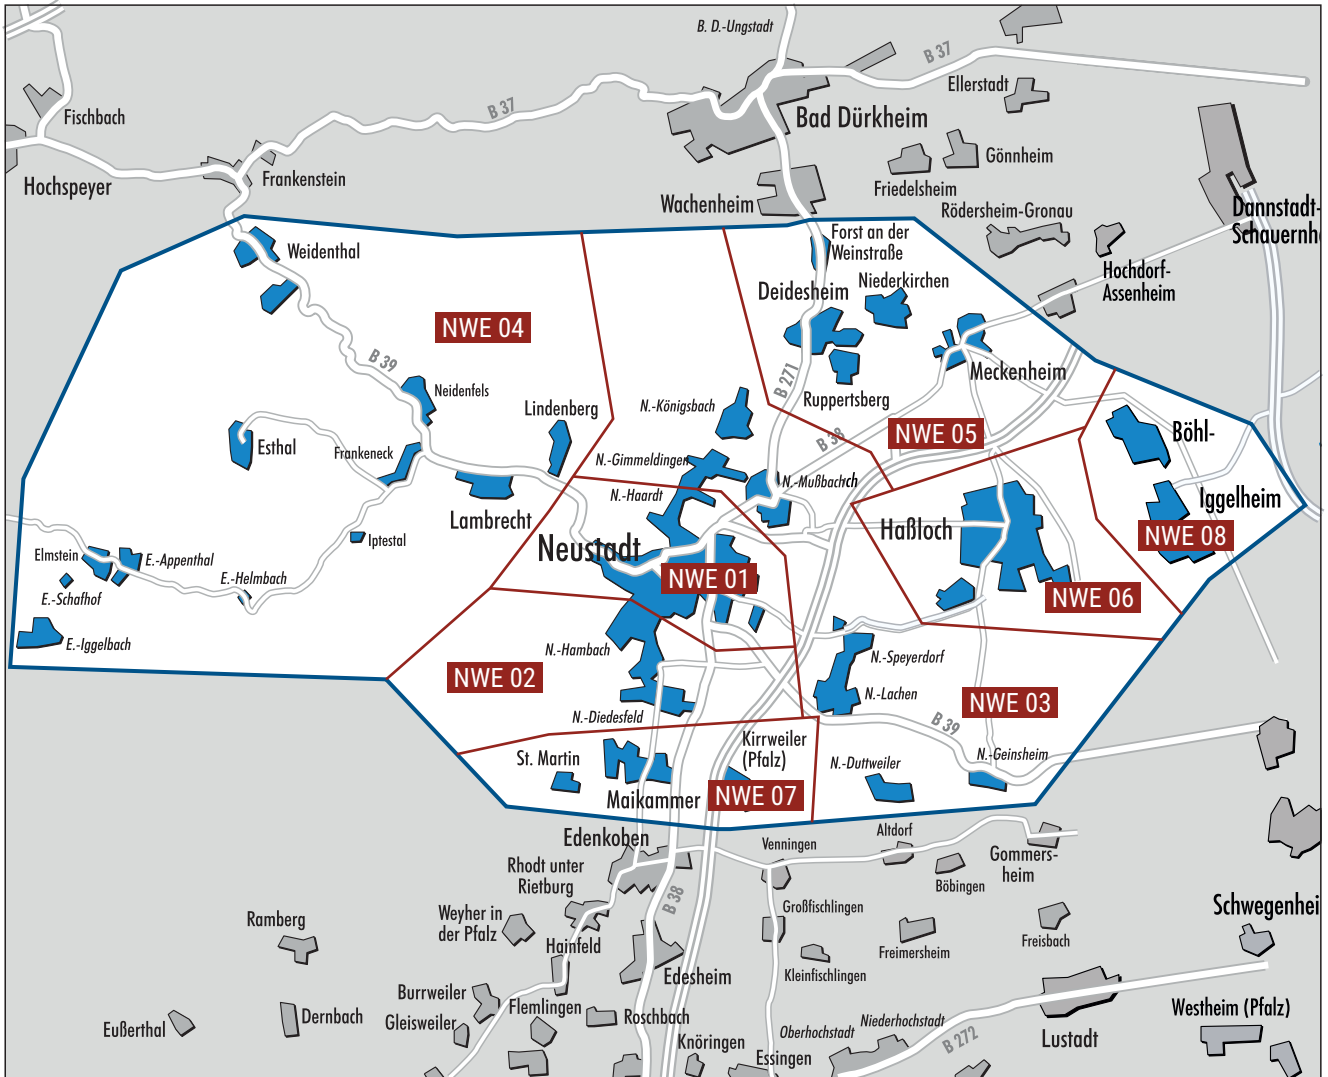 B. D.-Ungstadt
B 37
Ellerstadt
Fischbach
B 37
Bad Dürkheim
Gönnheim
Hochspeyer
Frankenstein
Friedelsheim
Wachenheim
Rödersheim-Gronau
Dannstadt-
Schauernh
Forst an der
Weinstraße
Weidenthal
Hochdorf-
Assenheim
Deidesheim
Niederkirchen
NWE 04
B 39
Meckenheim
B 271
Neidenfels
Ruppertsberg
Lindenberg
N.-Königsbach
NWE 05
Böhl-
B 38
Esthal
Frankeneck
N.-Gimmeldingen
N.-Mußbachch
N.-Haardt
Iggelheim
Lambrecht
Haßloch
NWE 08
Iptestal
Neustadt
Elmstein
E.-Appenthal
E.-Helmbach
NWE 01
E.-Schafhof
NWE 06
E.-Iggelbach
N.-Hambach
N.-Speyerdorf
NWE 02
N.-Lachen
NWE 03
N.-Diedesfeld
B 39
Kirrweiler
(Pfalz)
St. Martin
N.-Duttweiler
N.-Geinsheim
Maikammer
NWE 07
Edenkoben
Venningen
Altdorf
Gommers-
heim
Rhodt unter
Rietburg
Böbingen
B 38
Großfischlingen
Schwegenhei
Ramberg
Weyher in
der Pfalz
Hainfeld
Freimersheim
Freisbach
Edesheim
Kleinfischlingen
Burrweiler
Flemlingen
Westheim (Pfalz)
Eußerthal
Dernbach
Gleisweiler
Roschbach
Niederhochstadt
Oberhochstadt
B 272
Lustadt
Knöringen
Essingen